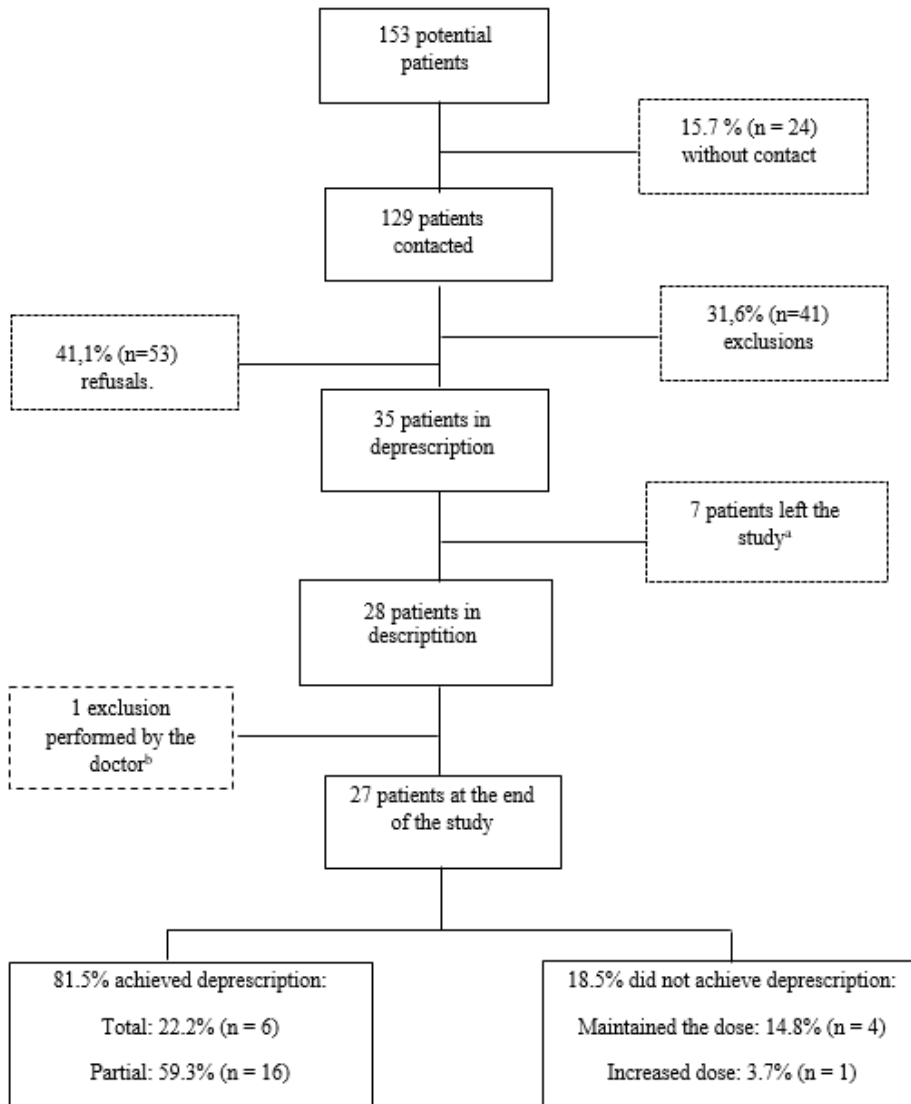 153 potential
patients
15.7 % (n = 24)
without contact
129 patients
contacted
31,6% (n=41)
exclusions
41,1% (n=53)
refusals.
35 patients in
deprescription
7 patients left the
studyᵃ
28 patients in
descriptition
1 exclusion
performed by the
doctorᵇ
27 patients at the end
of the study
81.5% achieved deprescription:
Total: 22.2% (n = 6)
Partial: 59.3% (n = 16)
18.5% did not achieve deprescription:
Maintained the dose: 14.8% (n = 4)
Increased dose: 3.7% (n = 1)